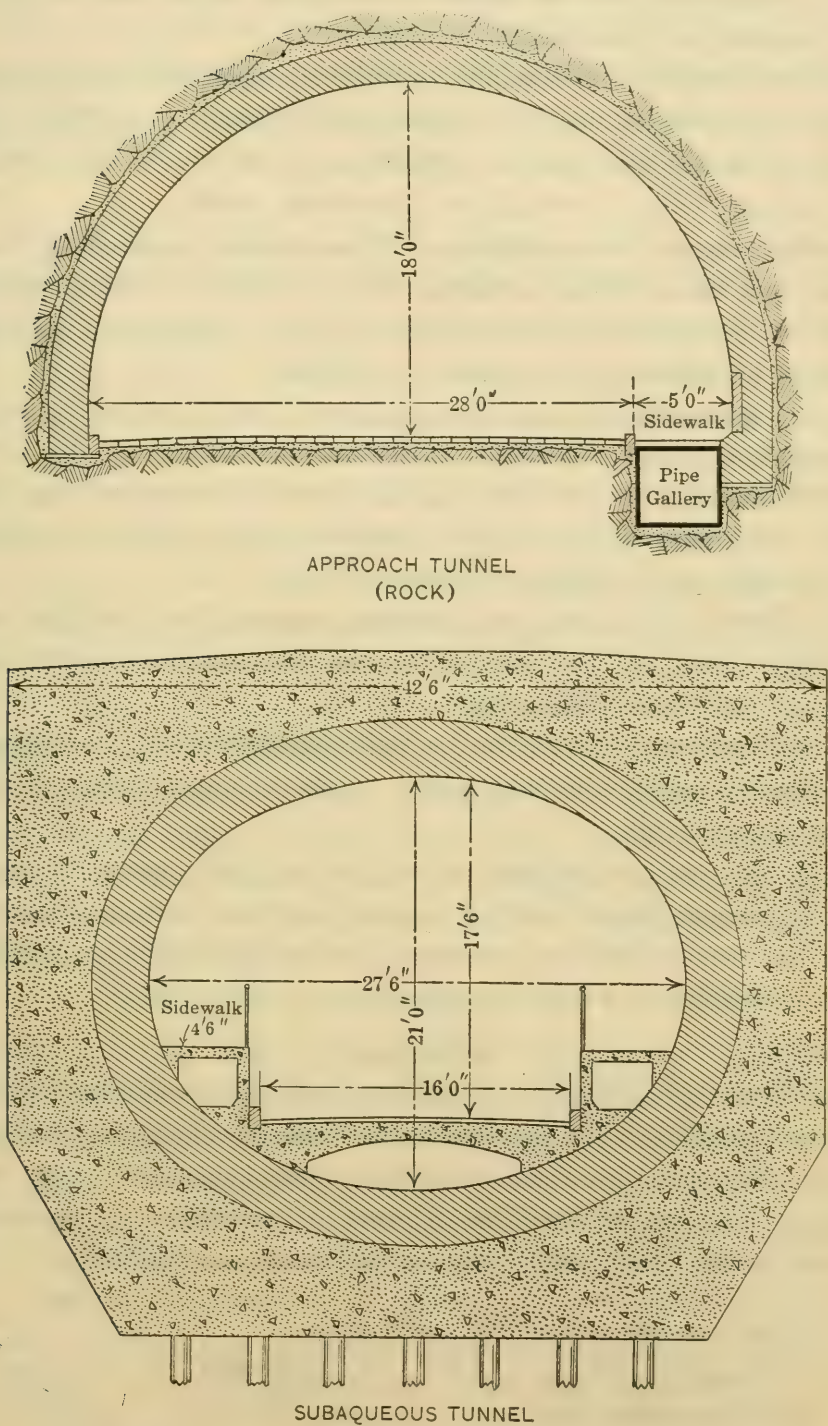 18'0"
28'0"
5'0"
Sidewalk
Pipe
Gallery
APPROACH TUNNEL
(ROCK)
42'6"
17'6"
27'6"
21'0"
Sidewalk
4'6"
16'0"
SUBAQUEOUS TUNNEL